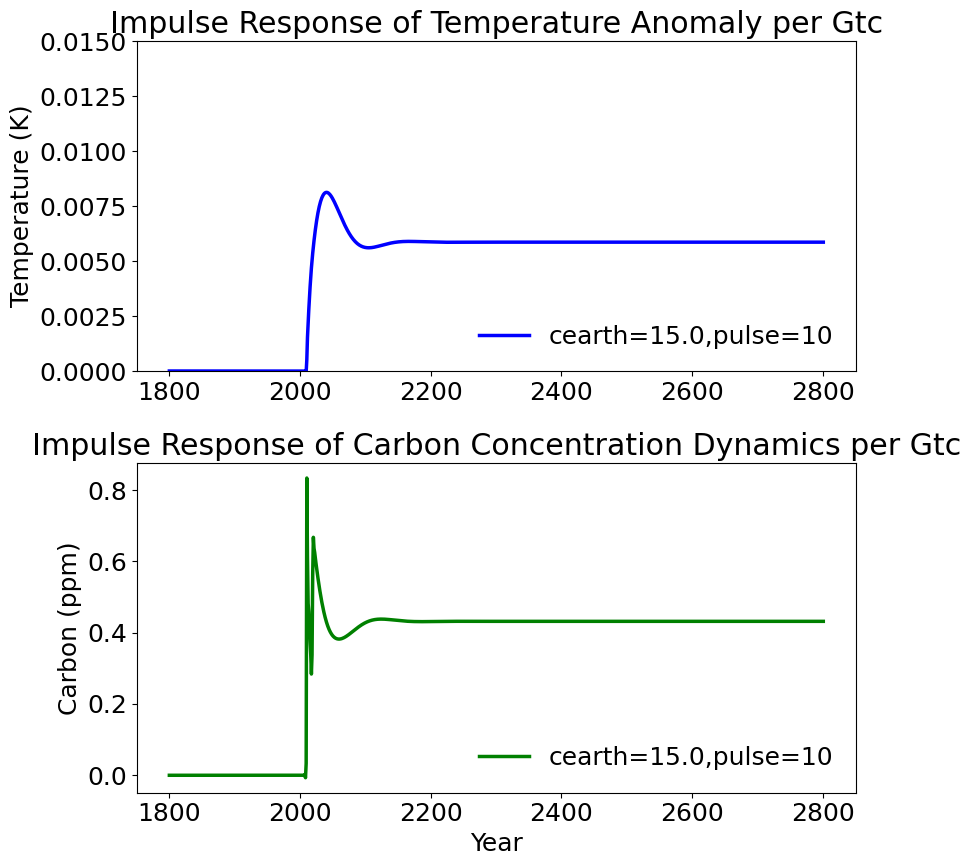 Impulse Response of Temperature Anomaly per Gtc
0.0150
0.0125
0.0100
0.0075
0.0050
0.0025
0.0000
Temperature (K)
cearth=15.0,pulse=10
1800 2000 2200 2400 2600 2800
Impulse Response of Carbon Concentration Dynamics per Gtc
0.8
0.6
0.4
0.2
0.0
Carbon (ppm)
cearth=15.0,pulse=10
1800 2000 2200 2400 2600 2800
Year